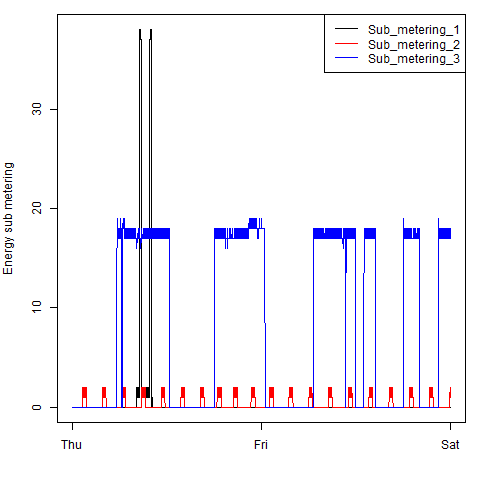 Sub_metering_1
Sub_metering_2
Sub_metering_3
30
20
10
0
Energy sub metering
Thu Fri Sat